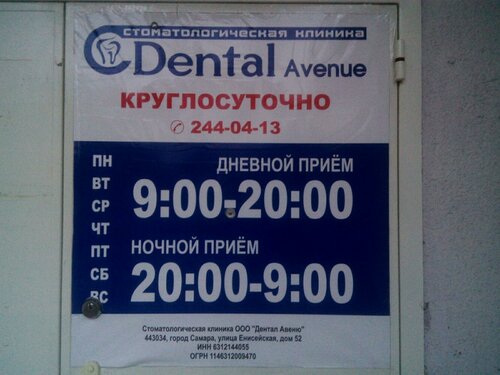 СТОМАТОЛОГИЧЕСКАЯ КЛИНИКА
Dental Avenue
КРУГЛОСУТОЧНО
✆ 244-04-13
ПН
ВТ
СР
ЧТ
ПТ
СБ
ВС
ДНЕВНОЙ ПРИЁМ
9:00-20:00
НОЧНОЙ ПРИЁМ
20:00-9:00
Стоматологическая клиника ООО "Дентал Авеню"
443034, город Самара, улица Енисейская, дом 52
ИНН 6312144055
ОГРН 1146312009470